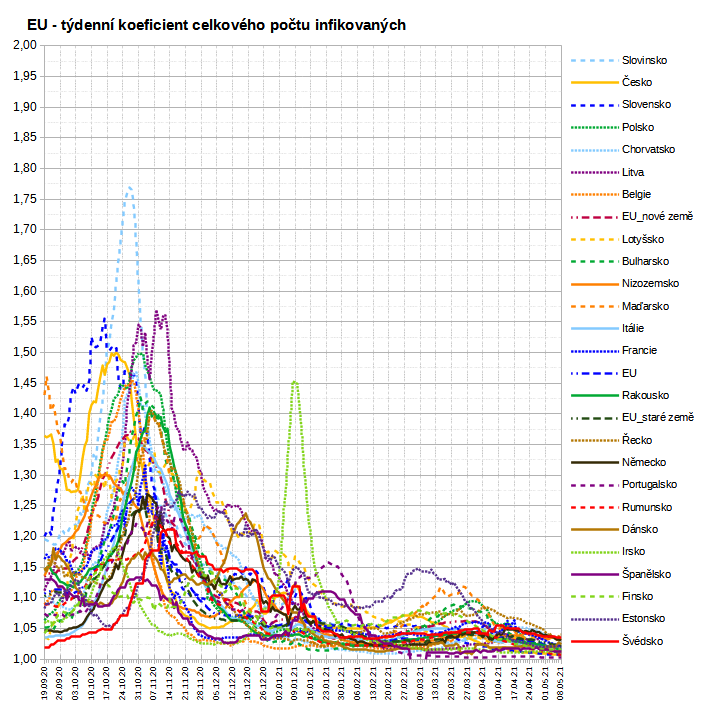 EU - týdenní koeficient celkového počtu infikovaných
2,00
1,95
1,90
1,85
1,80
1,75
1,70
1,65
1,60
1,55
1,50
1,45
1,40
1,35
1,30
1,25
1,20
1,15
1,10
1,05
1,00
19.09.20
26.09.20
03.10.20
10.10.20
17.10.20
24.10.20
31.10.20
07.11.20
14.11.20
21.11.20
28.11.20
05.12.20
12.12.20
19.12.20
26.12.20
02.01.21
09.01.21
16.01.21
23.01.21
30.01.21
06.02.21
13.02.21
20.02.21
27.02.21
06.03.21
13.03.21
20.03.21
27.03.21
03.04.21
10.04.21
17.04.21
24.04.21
01.05.21
08.05.21
Slovinsko
Česko
Slovensko
Polsko
Chorvatsko
Litva
Belgie
EU_nové země
Lotyšsko
Bulharsko
Nizozemsko
Maďarsko
Itálie
Francie
EU
Rakousko
EU_staré země
Řecko
Německo
Portugalsko
Rumunsko
Dánsko
Irsko
Španělsko
Finsko
Estonsko
Švédsko